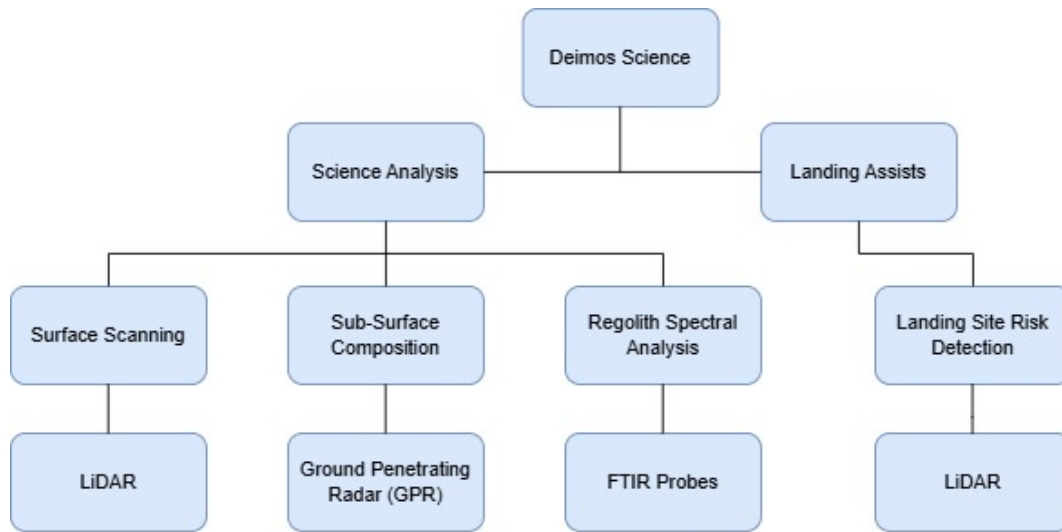 Deimos Science
Science Analysis
Landing Assists
Surface Scanning
Sub-Surface
Composition
Regolith Spectral
Analysis
Landing Site Risk
Detection
LiDAR
Ground Penetrating
Radar (GPR)
FTIR Probes
LiDAR